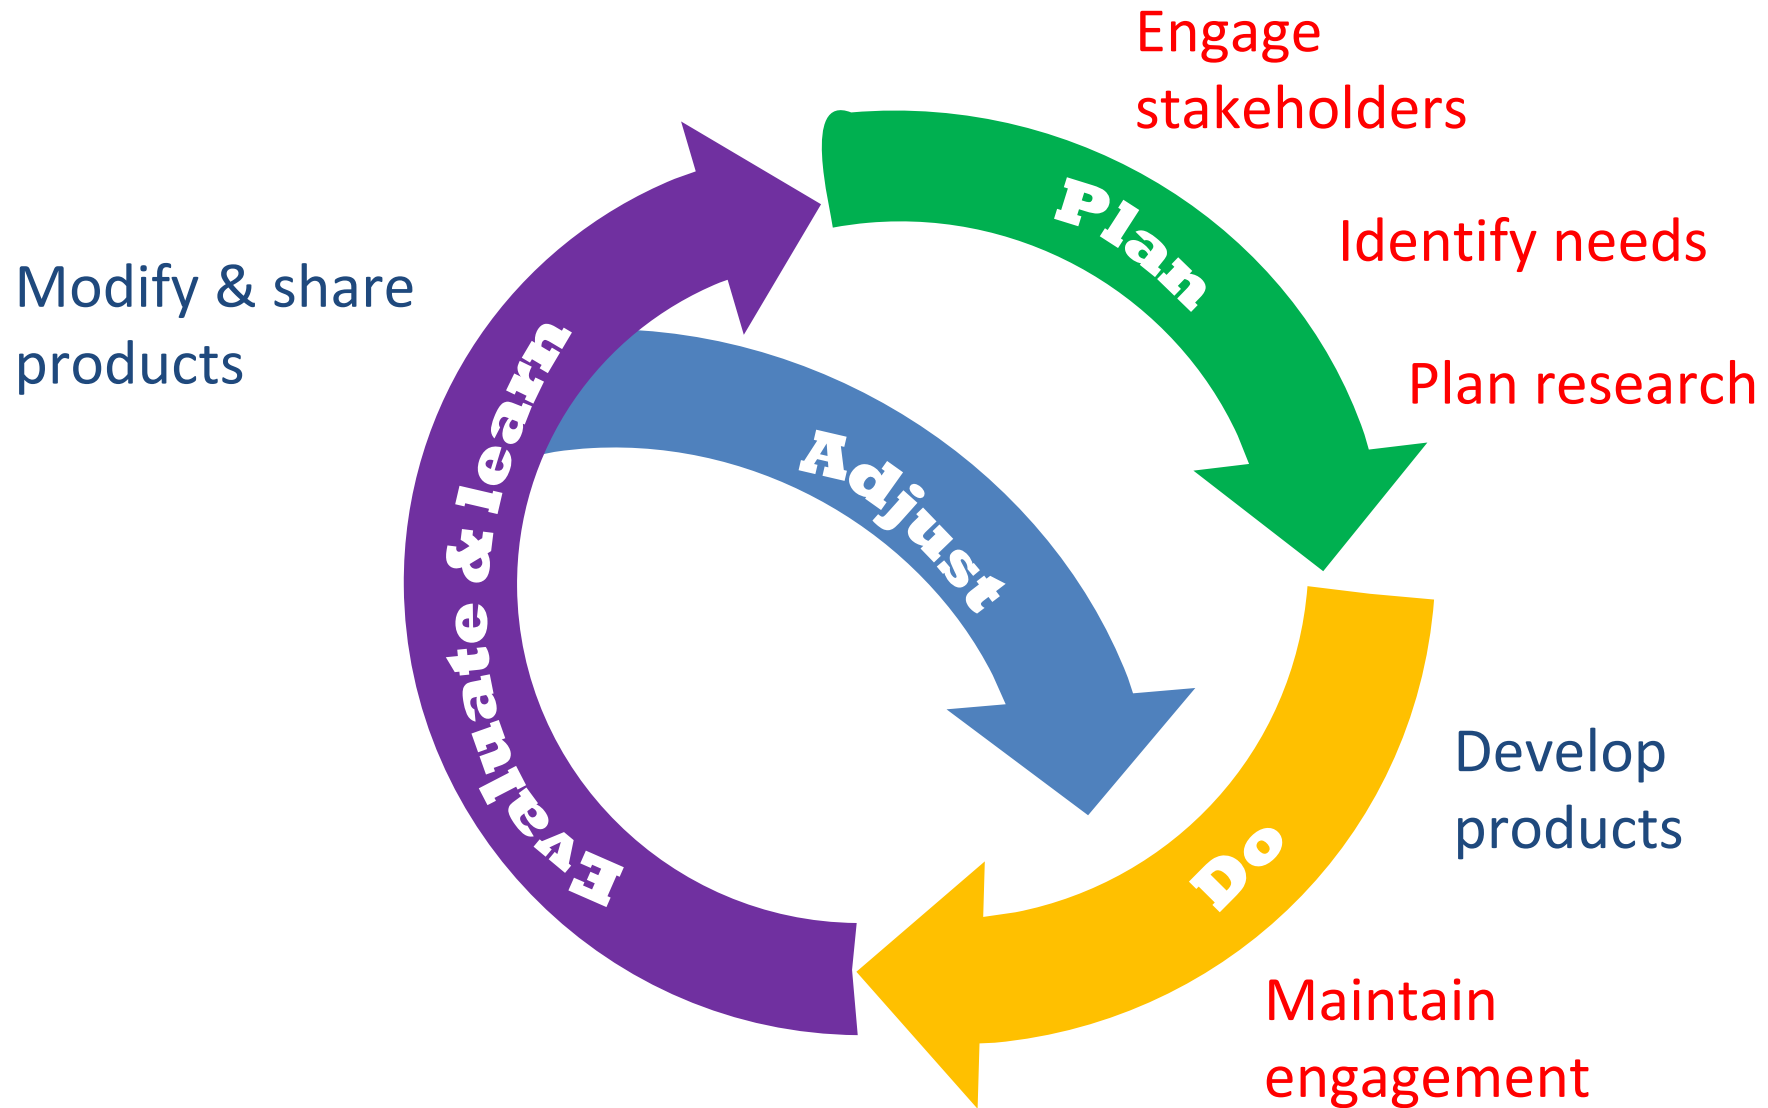 Engage
stakeholders
Plan
Identify needs
Plan research
Modify & share
products
Evaluate & learn
Adjust
Do
Develop
products
Maintain
engagement